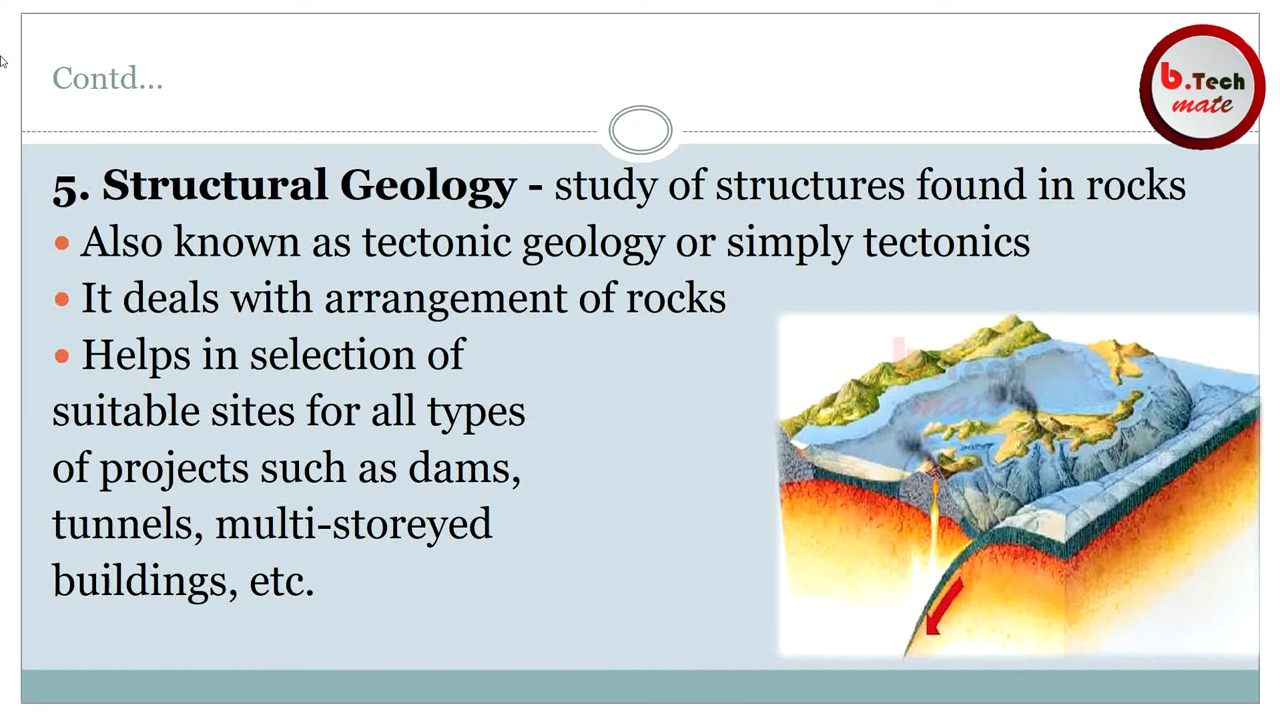 Contd...
b.Tech
mate
5. Structural Geology - study of structures found in rocks
• Also known as tectonic geology or simply tectonics
• It deals with arrangement of rocks
• Helps in selection of
suitable sites for all types
of projects such as dams,
tunnels, multi-storeyed
buildings, etc.
b.Tech
mate